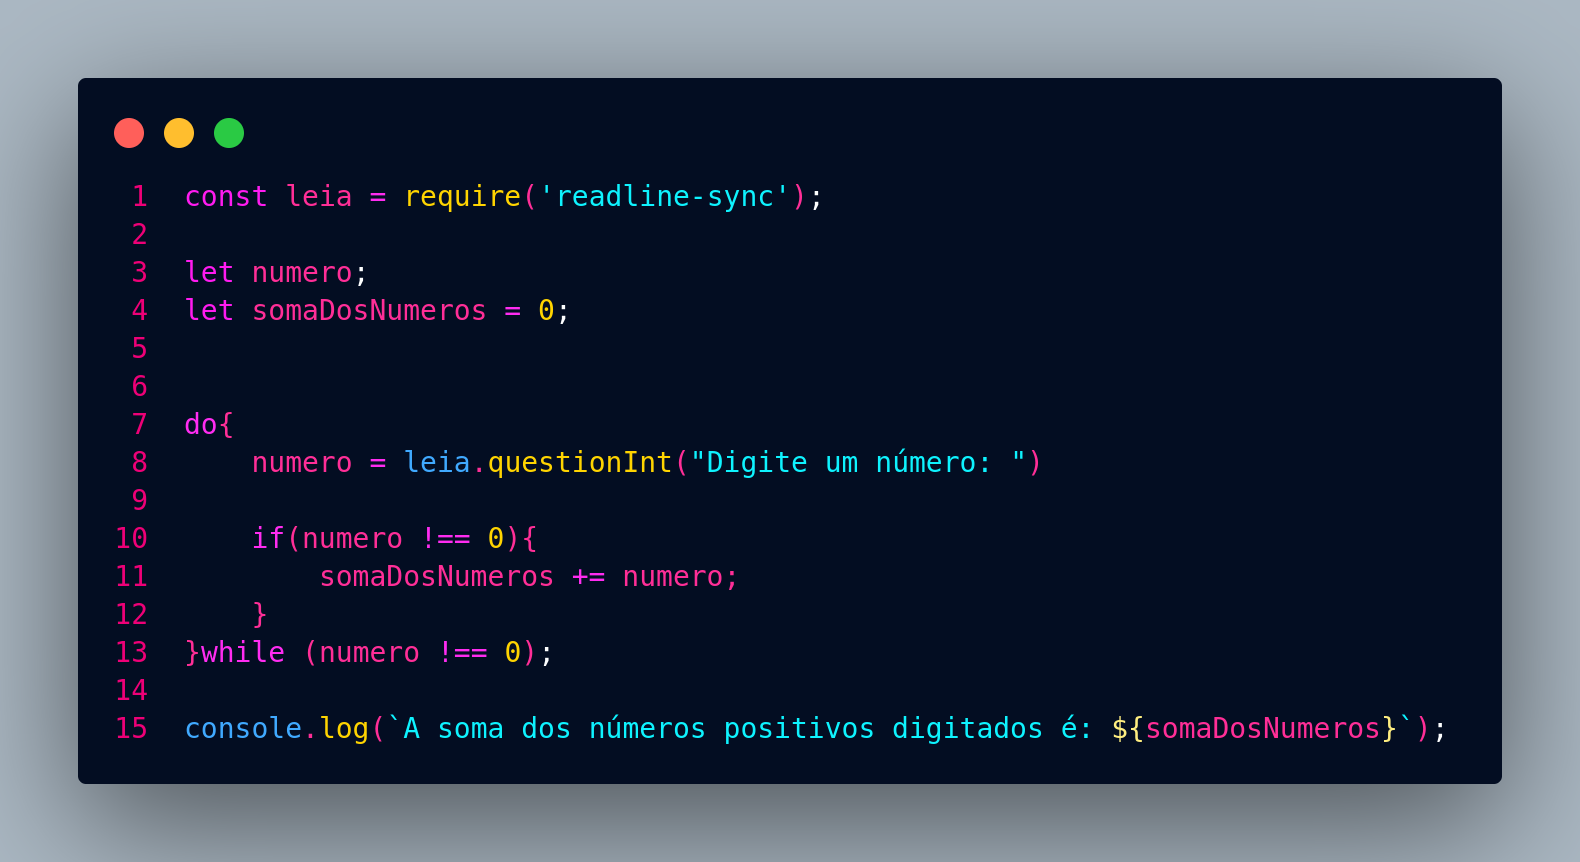 1 const leia = require('readline-sync');
2
3 let numero;
4 let somaDosNumeros = 0;
5
6
7 do{
8     numero = leia.questionInt("Digite um número: ")
9
10     if(numero !== 0){
11         somaDosNumeros += numero;
12     }
13 }while (numero !== 0);
14
15 console.log(`A soma dos números positivos digitados é: ${somaDosNumeros}`);